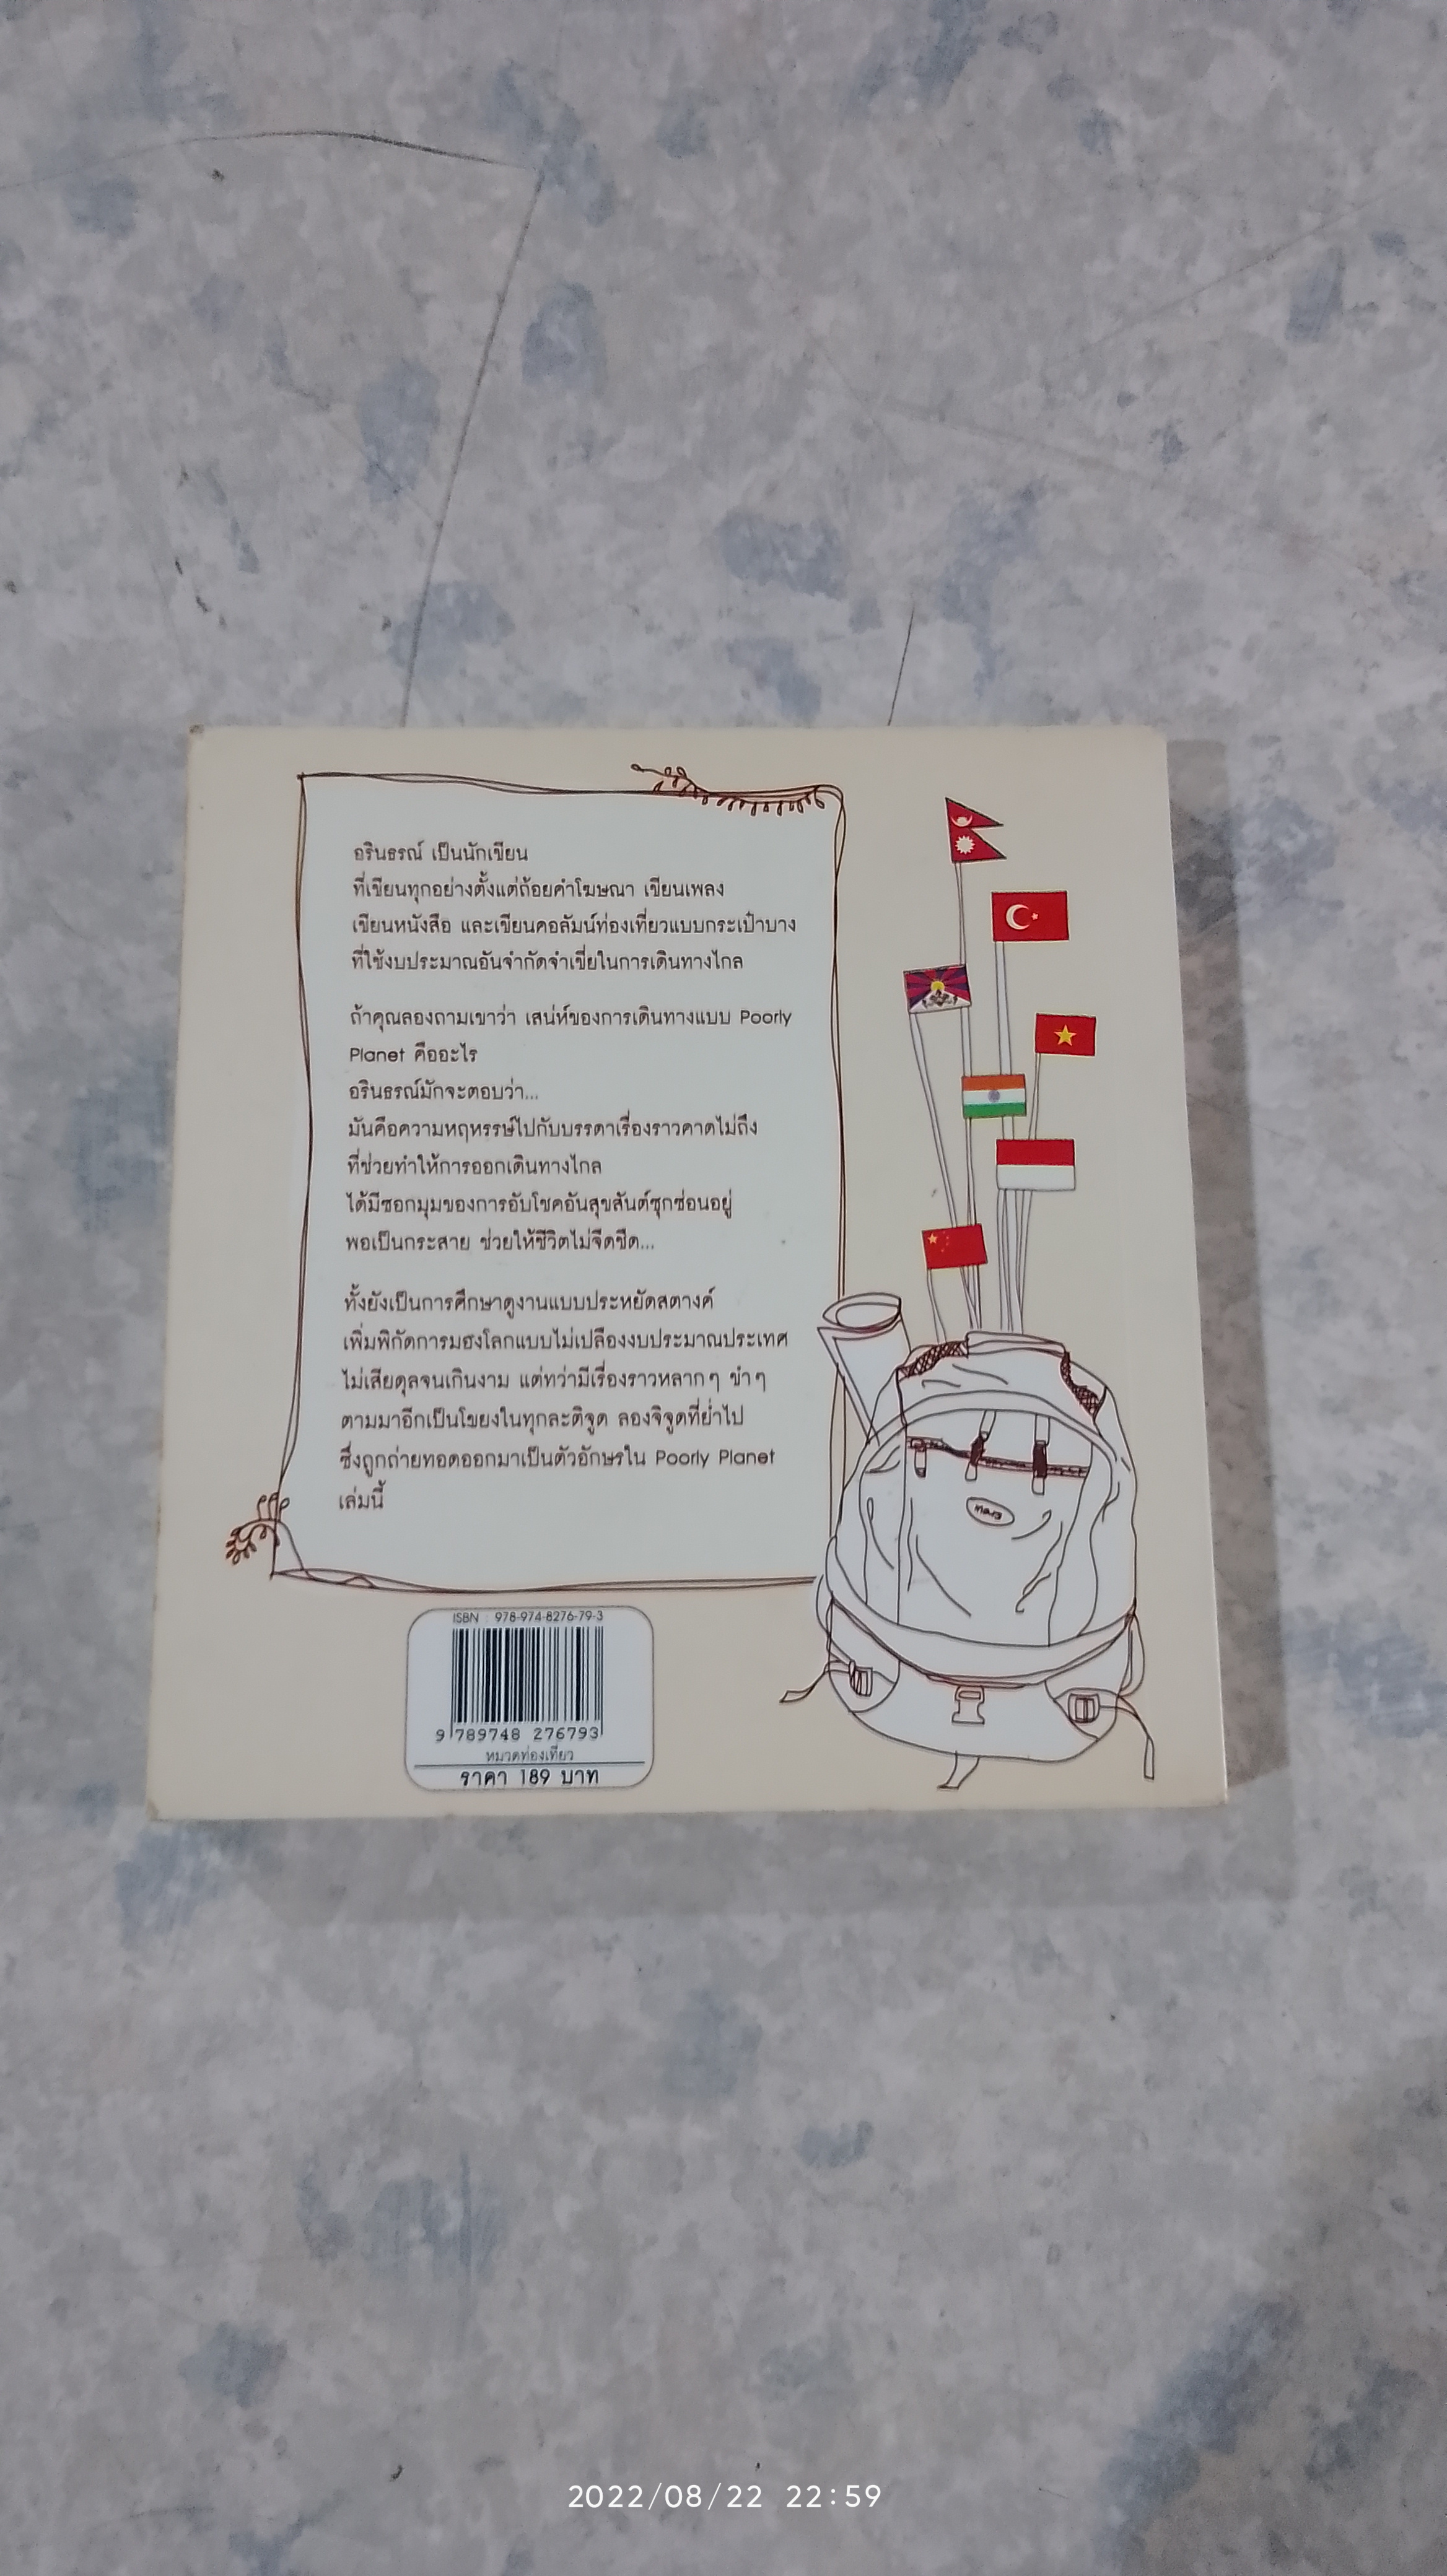 อรินธรณ์ เป็นนักเขียน
ที่เขียนทุกอย่างตั้งแต่ถ้อยคำโฆษณา เขียนเพลง
เขียนหนังสือ และเขียนคอลัมน์ท่องเที่ยวแบบกระเป๋าบาง
ที่ใช้งบประมาณอันจำกัดจำเขี่ยในการเดินทางไกล
ถ้าคุณลองถามเขาว่า เสน่ห์ของการเดินทางแบบ Poorly
Planet คืออะไร
อรินธรณ์มักจะตอบว่า...
มันคือความหฤหรรษ์ไปกับบรรดาเรื่องราวคาดไม่ถึง
ที่ช่วยทำให้การออกเดินทางไกล
ได้มีซอกมุมของการอับโชคอันสุขสันต์ซุกซ่อนอยู่
พอเป็นกระสาย ช่วยให้ชีวิตไม่จืดชืด...
ทั้งยังเป็นการศึกษาดูงานแบบประหยัดสตางค์
เพิ่มพิกัดการมองโลกแบบไม่เปลืองงบประมาณประเทศ
ไม่เสียดุลจนเกินงาม แต่ทว่ามีเรื่องราวหลากๆ ขำๆ
ตามมาอีกเป็นโขยงในทุกละติจูด ลองจิจูดที่ย่ำไป
ซึ่งถูกถ่ายทอดออกมาเป็นตัวอักษรใน Poorly Planet
เล่มนี้
mars
ISBN : 978-974-8276-79-3
9 789748 276793
หมวดท่องเที่ยว
ราคา 189 บาท
2022/08/22 22:59